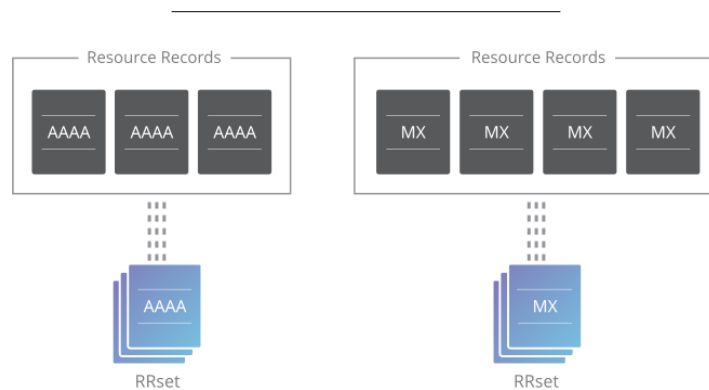 Resource Records
AAAA AAAA AAAA
AAAA
RRset
Resource Records
MX MX MX MX
MX
RRset